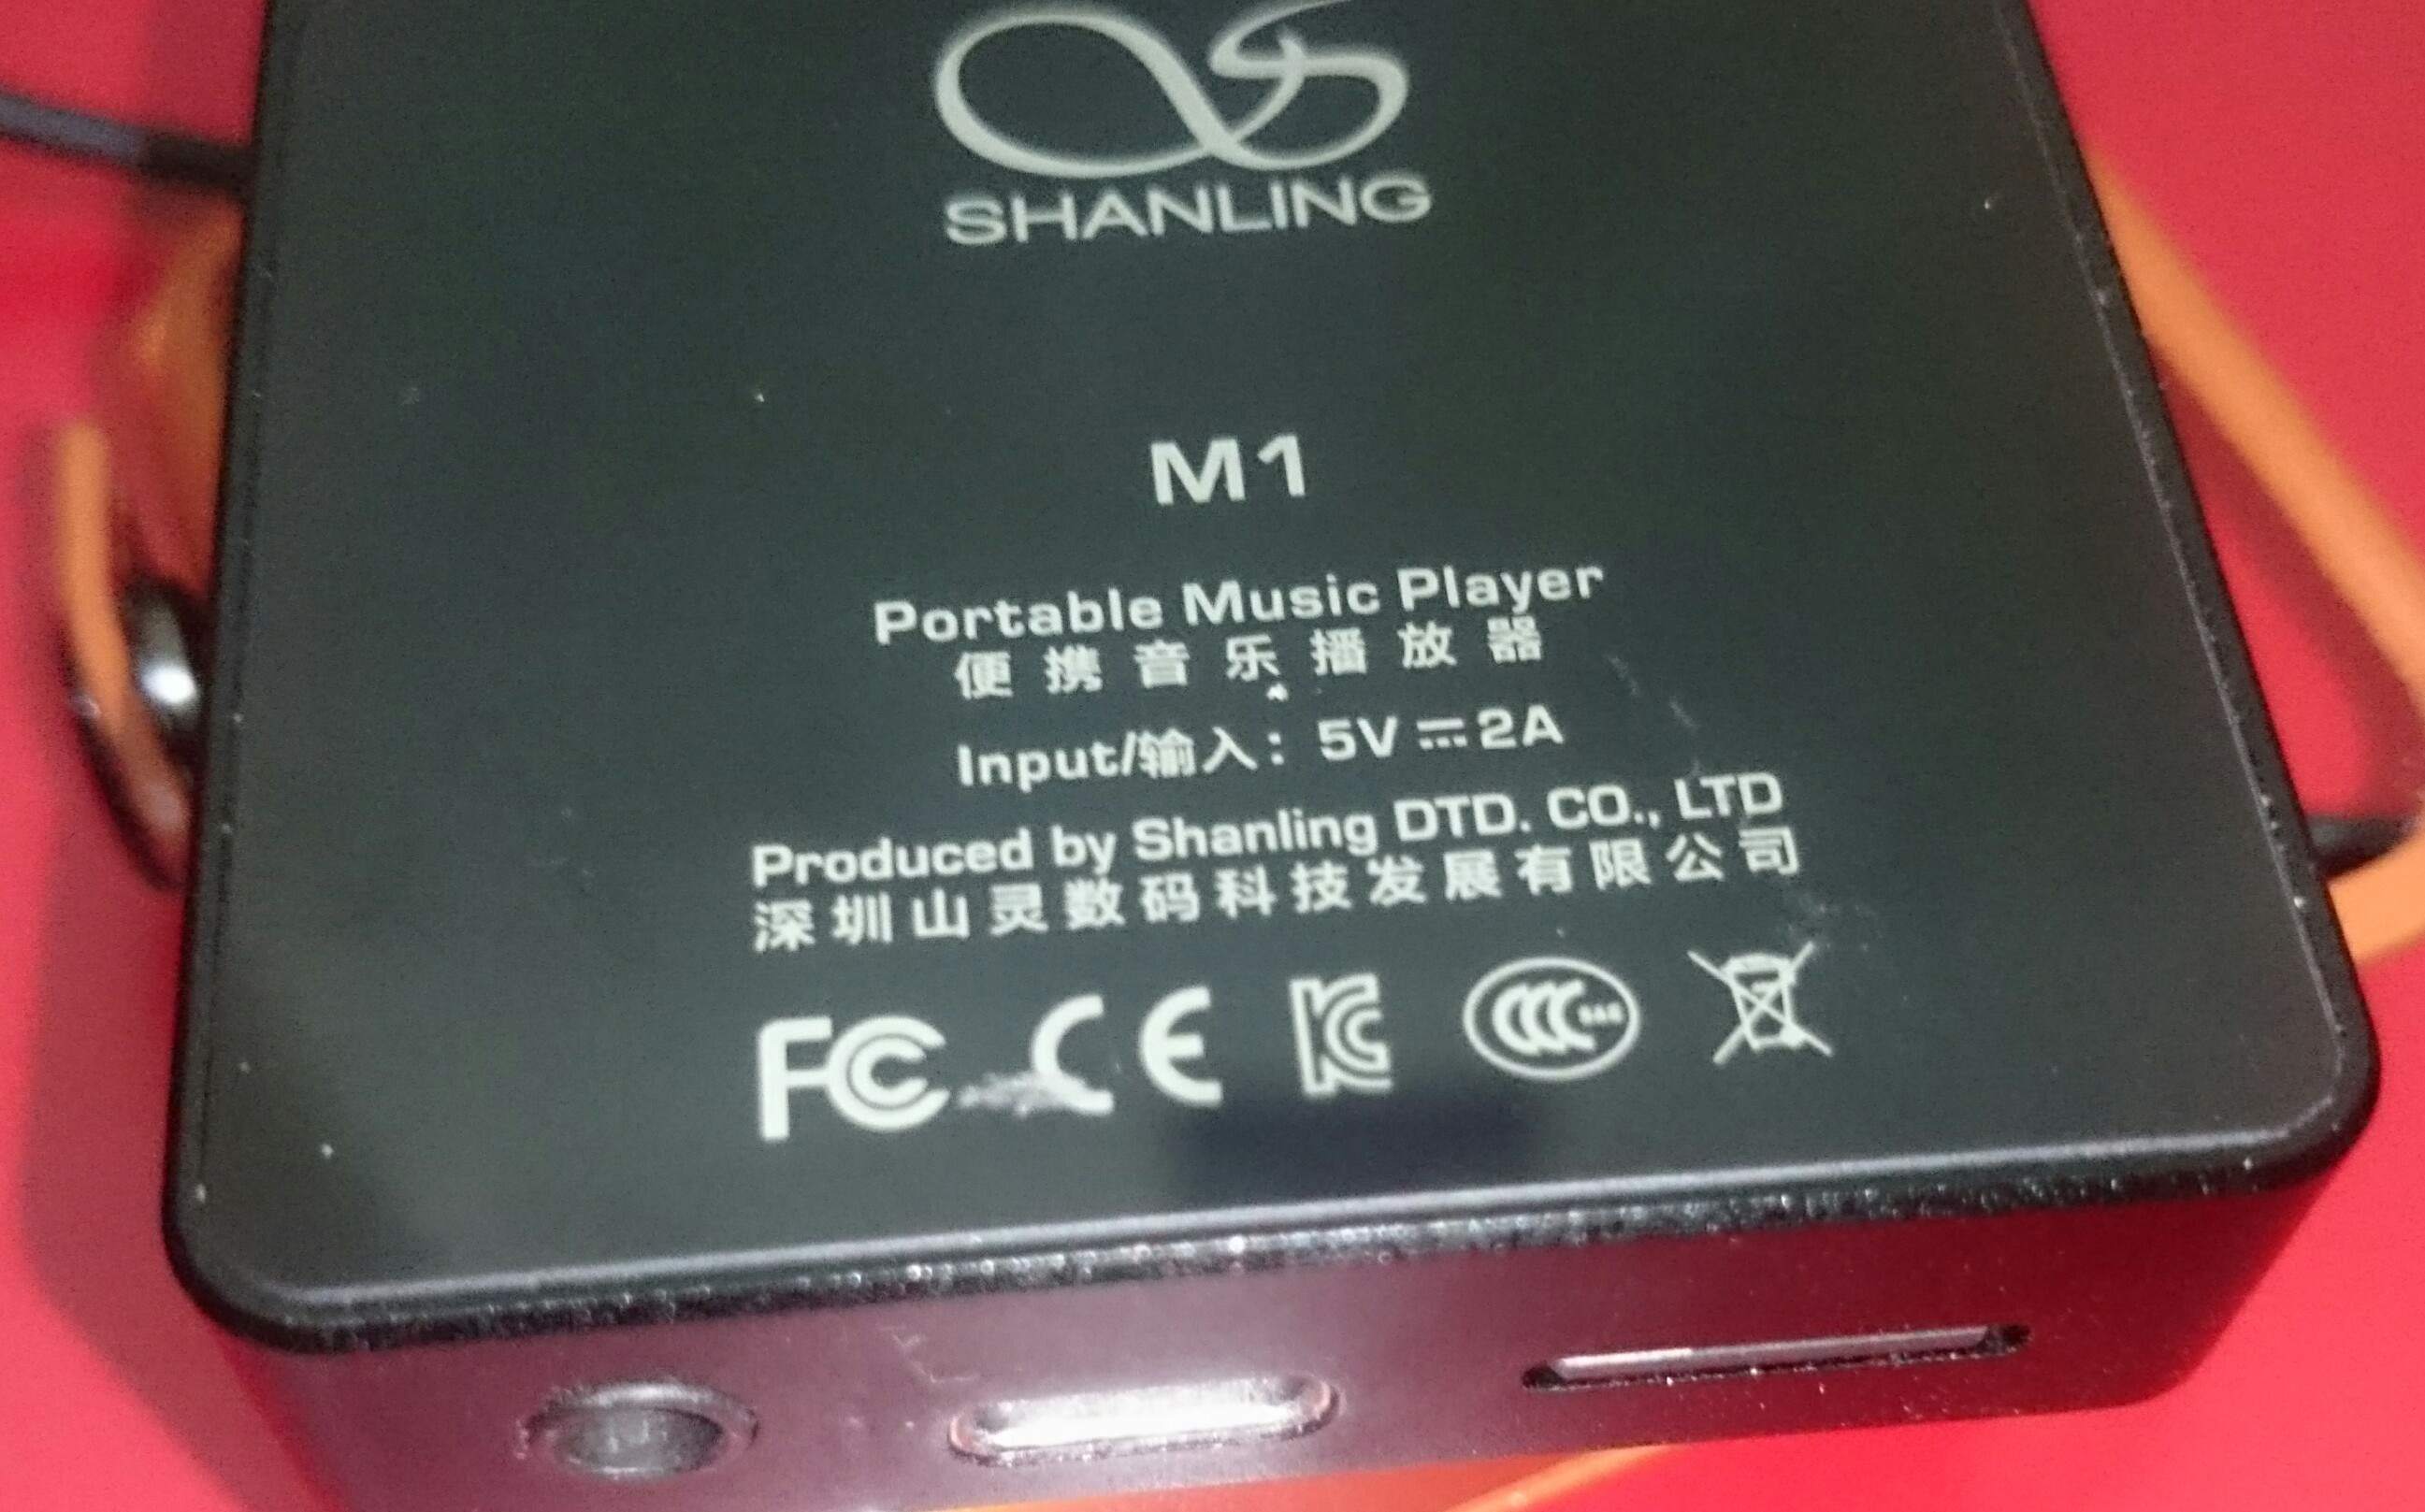 SHANLING
M1
Portable Music Player
便携音乐播放器
Input/输入：5V⎓2A
Produced by Shanling DTD. CO., LTD
深圳山灵数码科技发展有限公司
FC CE KC CCC